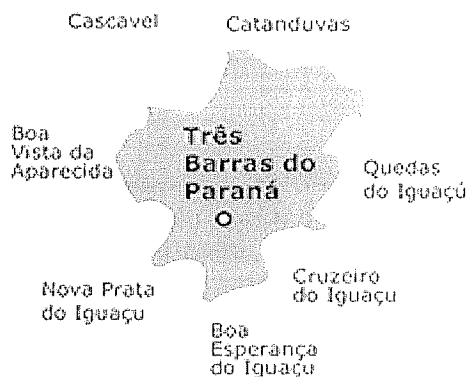 Cascavel
Catanduvas
Boa
Vista da
Aparecida
Três
Barras do
Paraná
Quedas
do Iguaçú
Nova Prata
do Iguaçu
Cruzeiro
do Iguaçu
Boa
Esperança
do Iguaçu